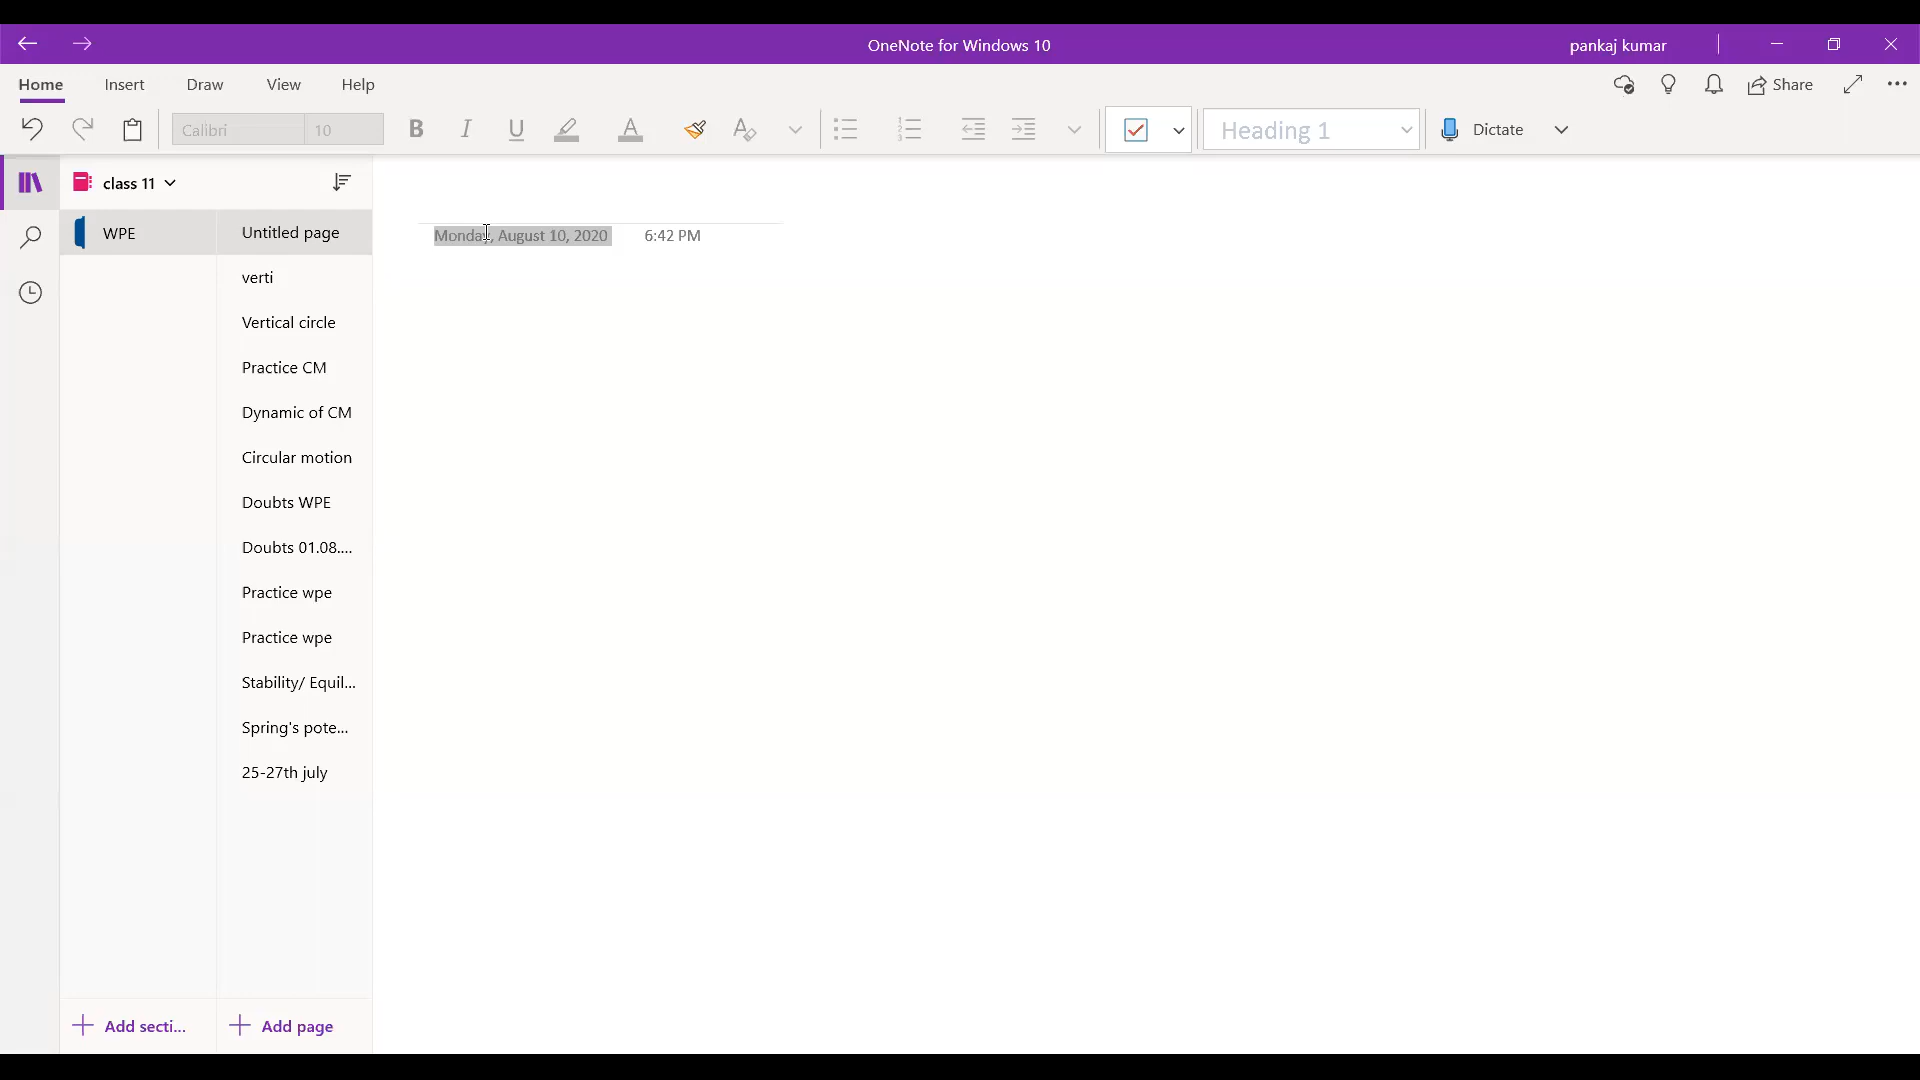 OneNote for Windows 10
pankaj kumar
Home Insert Draw View Help
Share
Calibri 10
B I U A A
Heading 1
Dictate
class 11
WPE
Untitled page
verti
Vertical circle
Practice CM
Dynamic of CM
Circular motion
Doubts WPE
Doubts 01.08....
Practice wpe
Practice wpe
Stability/ Equil...
Spring's pote...
25-27th july
Monday, August 10, 2020 6:42 PM
Add secti... Add page